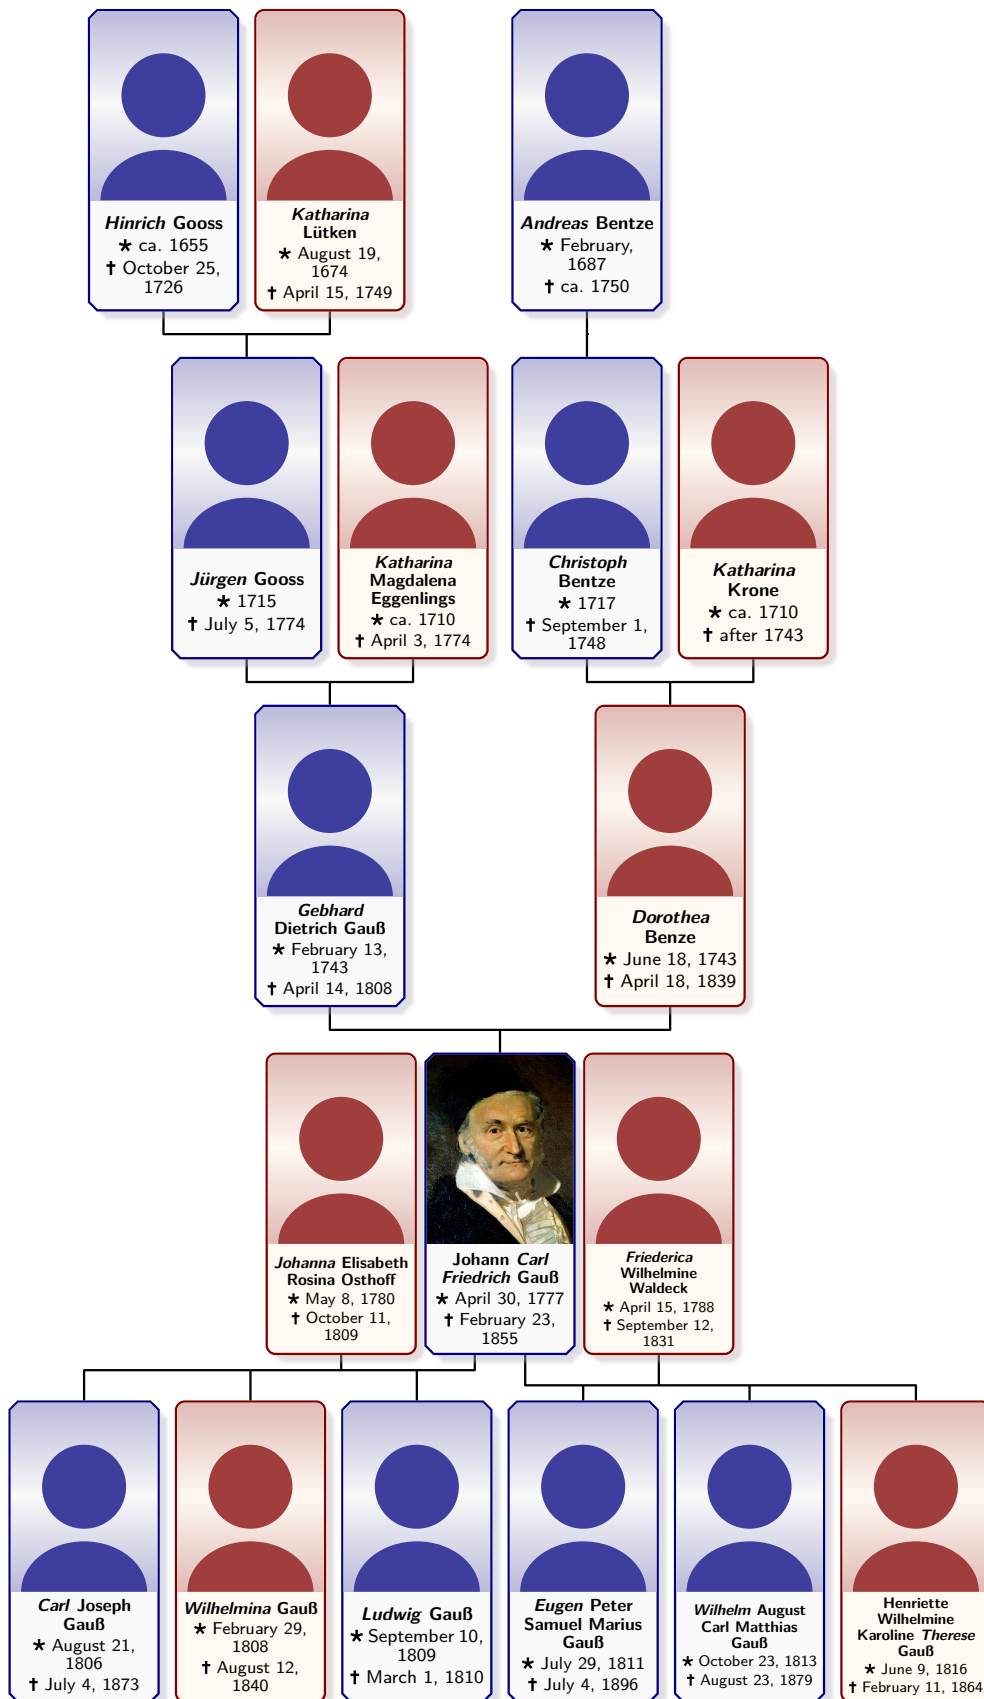 Hinrich Gooss
★ ca. 1655
† October 25,
1726
Katharina
Lütken
★ August 19,
1674
† April 15, 1749
Andreas Bentze
★ February,
1687
† ca. 1750
Jürgen Gooss
★ 1715
† July 5, 1774
Katharina
Magdalena
Eggenlings
★ ca. 1710
† April 3, 1774
Christoph
Bentze
★ 1717
† September 1,
1748
Katharina
Krone
★ ca. 1710
† after 1743
Gebhard
Dietrich Gauß
★ February 13,
1743
† April 14, 1808
Dorothea
Benze
★ June 18, 1743
† April 18, 1839
Johanna Elisabeth
Rosina Osthoff
★ May 8, 1780
† October 11,
1809
Johann Carl
Friedrich Gauß
★ April 30, 1777
† February 23,
1855
Friederica
Wilhelmine
Waldeck
★ April 15, 1788
† September 12,
1831
Carl Joseph
Gauß
★ August 21,
1806
† July 4, 1873
Wilhelmina Gauß
★ February 29,
1808
† August 12,
1840
Ludwig Gauß
★ September 10,
1809
† March 1, 1810
Eugen Peter
Samuel Marius
Gauß
★ July 29, 1811
† July 4, 1896
Wilhelm August
Carl Matthias
Gauß
★ October 23, 1813
† August 23, 1879
Henriette
Wilhelmine
Karoline Therese
Gauß
★ June 9, 1816
† February 11, 1864